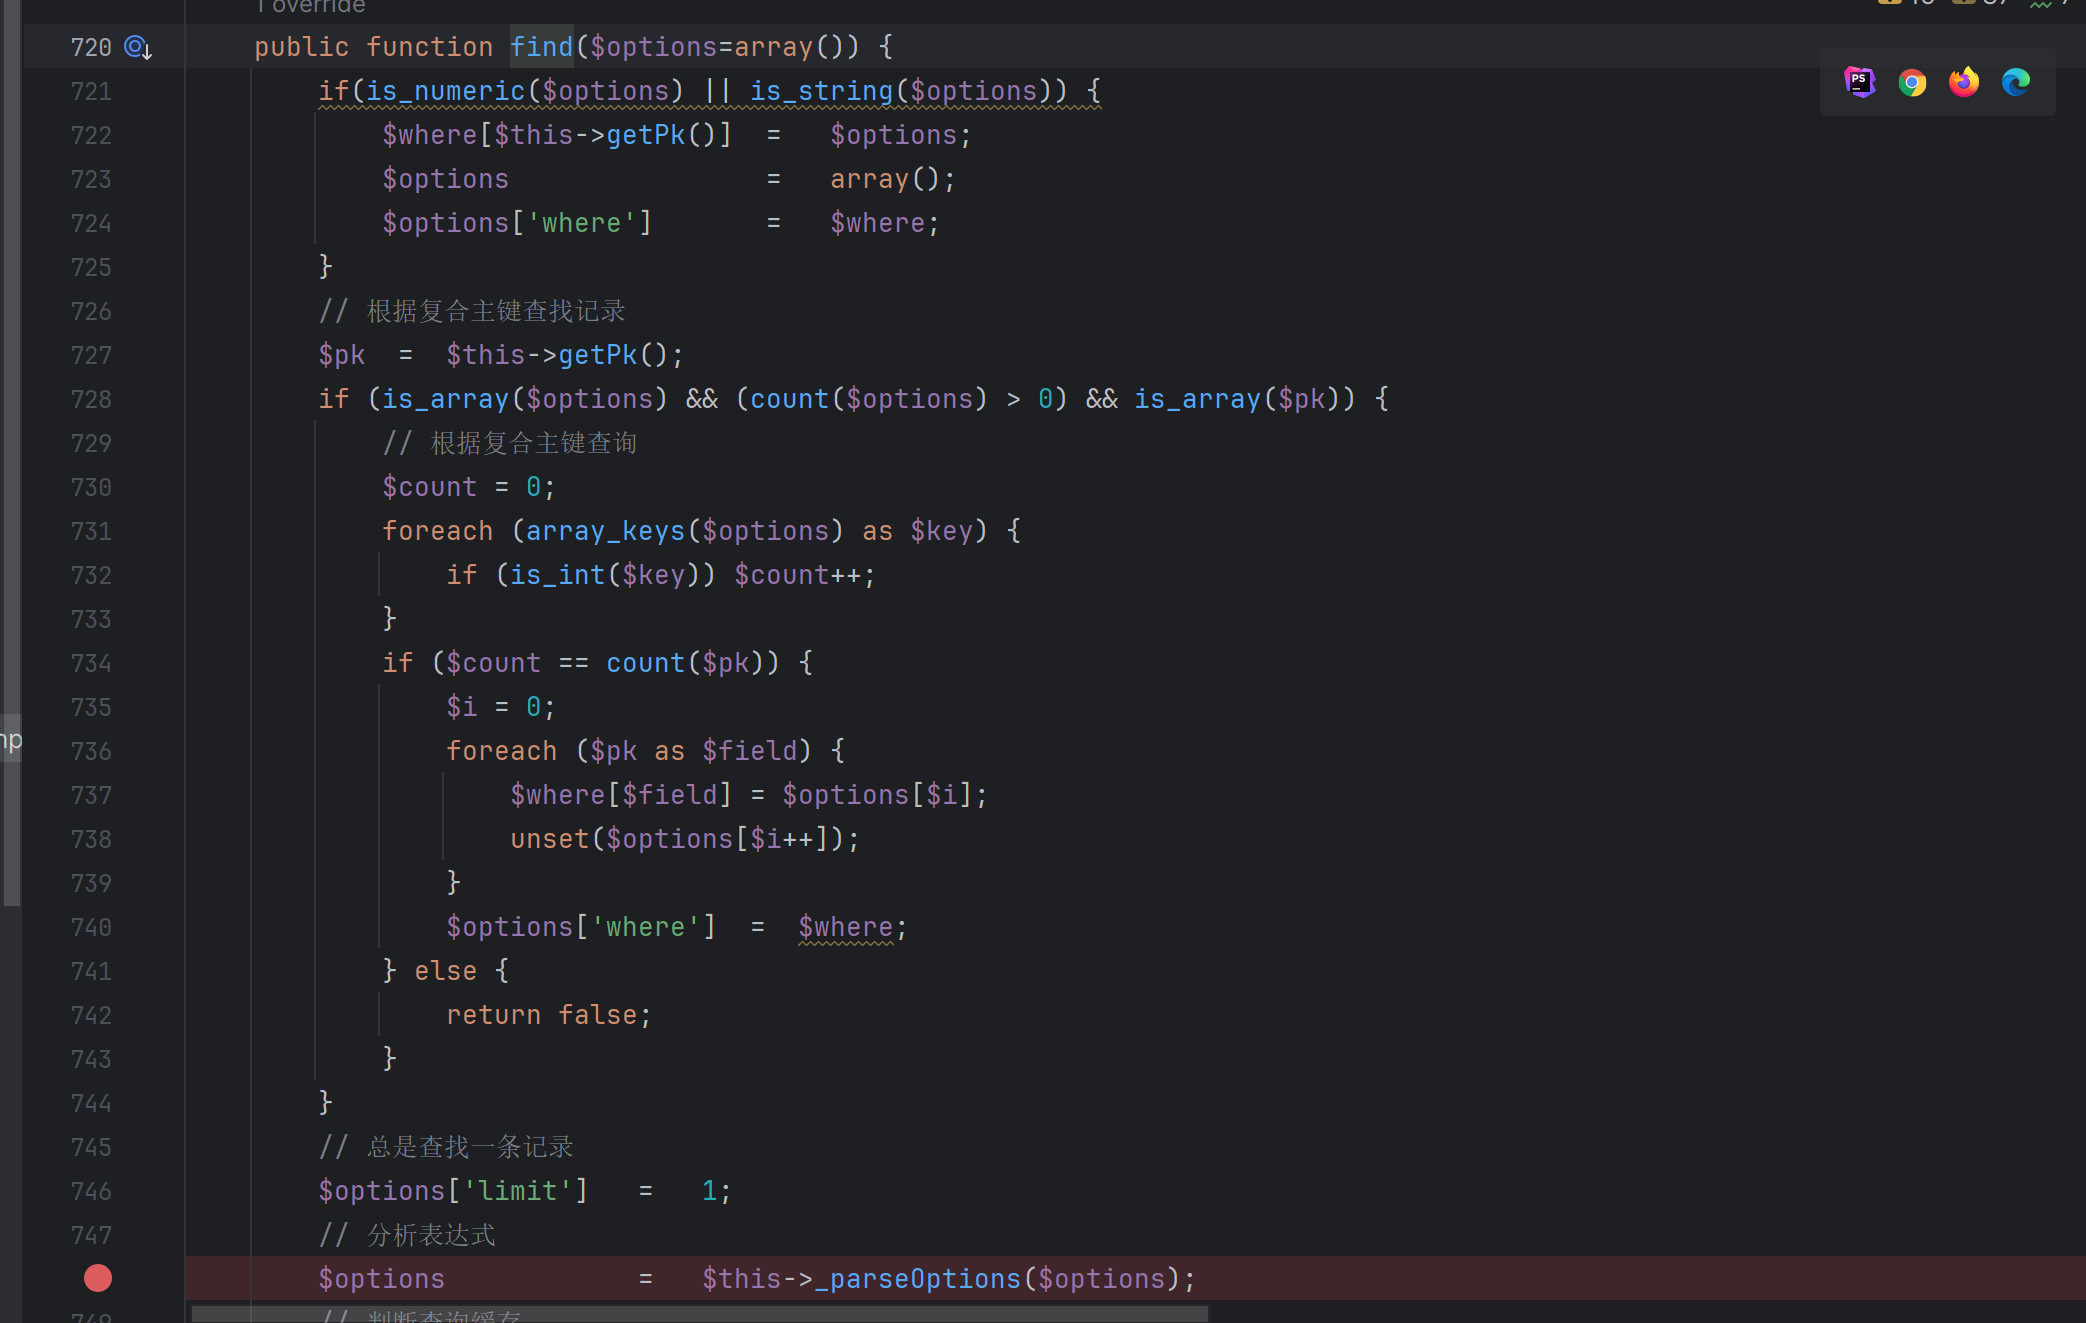 1 override
720 public function find($options=array()) {
721 if(is_numeric($options) || is_string($options)) {
722 $where[$this->getPk()] = $options;
723 $options = array();
724 $options['where'] = $where;
725 }
726 // 根据复合主键查找记录
727 $pk = $this->getPk();
728 if (is_array($options) && (count($options) > 0) && is_array($pk)) {
729 // 根据复合主键查询
730 $count = 0;
731 foreach (array_keys($options) as $key) {
732 if (is_int($key)) $count++;
733 }
734 if ($count == count($pk)) {
735 $i = 0;
736 foreach ($pk as $field) {
737 $where[$field] = $options[$i];
738 unset($options[$i++]);
739 }
740 $options['where'] = $where;
741 } else {
742 return false;
743 }
744 }
745 // 总是查找一条记录
746 $options['limit'] = 1;
747 // 分析表达式
$options = $this->_parseOptions($options);
749 // 判断查询缓存
PS